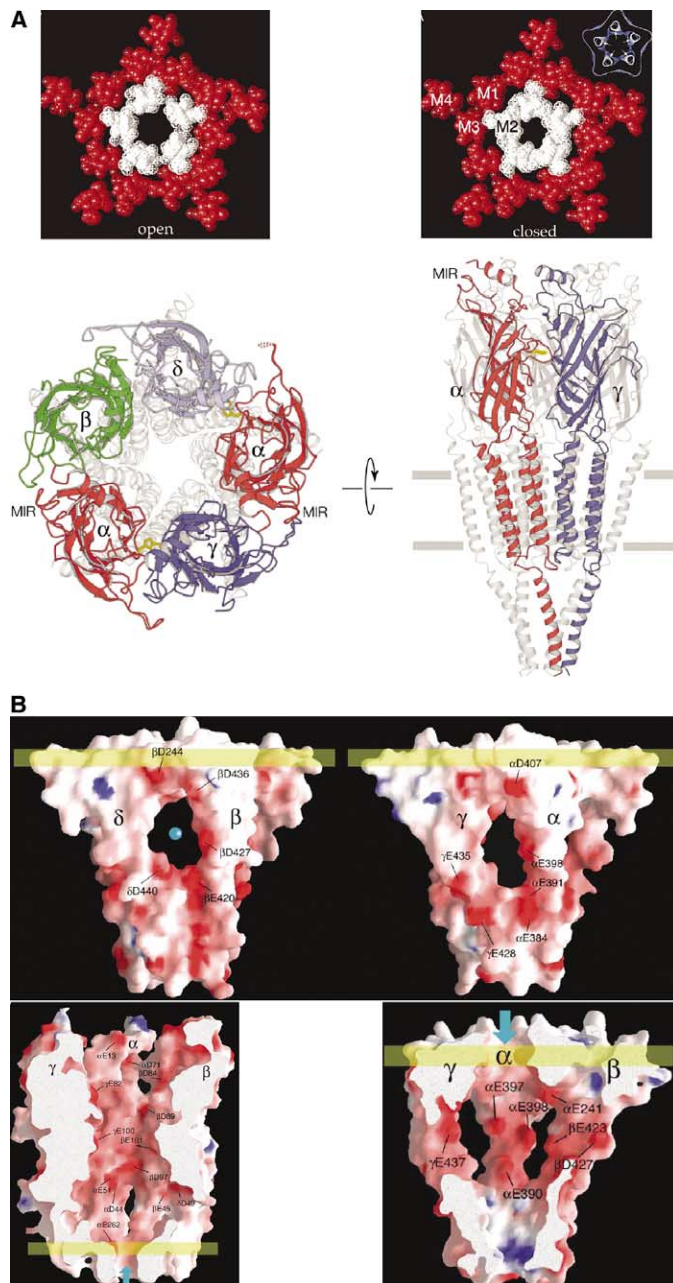 A
M4
M1
M3
M2
open
closed
MIR
δ
β
α
α
γ
α
γ
MIR
MIR
B
βD244
βD436
δ
β
βD427
δD440
βE420
αD407
γ
α
γE435
αE398
αE391
γE428
αE384
α
γ
β
αE13
αD71
βD84
γE82
βD89
γE100
βE101
βD97
αE51
αD44
βE45
αE262
γ
α
β
αE397
αE398
αE241
βE423
γE437
βD427
αE390